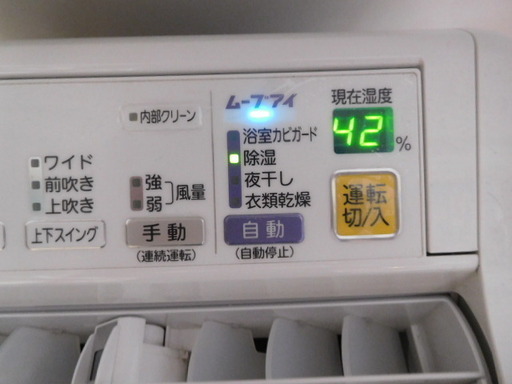 ムーブアイ
現在湿度
内部クリーン
浴室カビガード
42%
除湿
ワイド
前吹き
上吹き
強
弱
風量
夜干し
衣類乾燥
運転
切/入
上下スイング
手動
(連続運転)
自動
(自動停止)